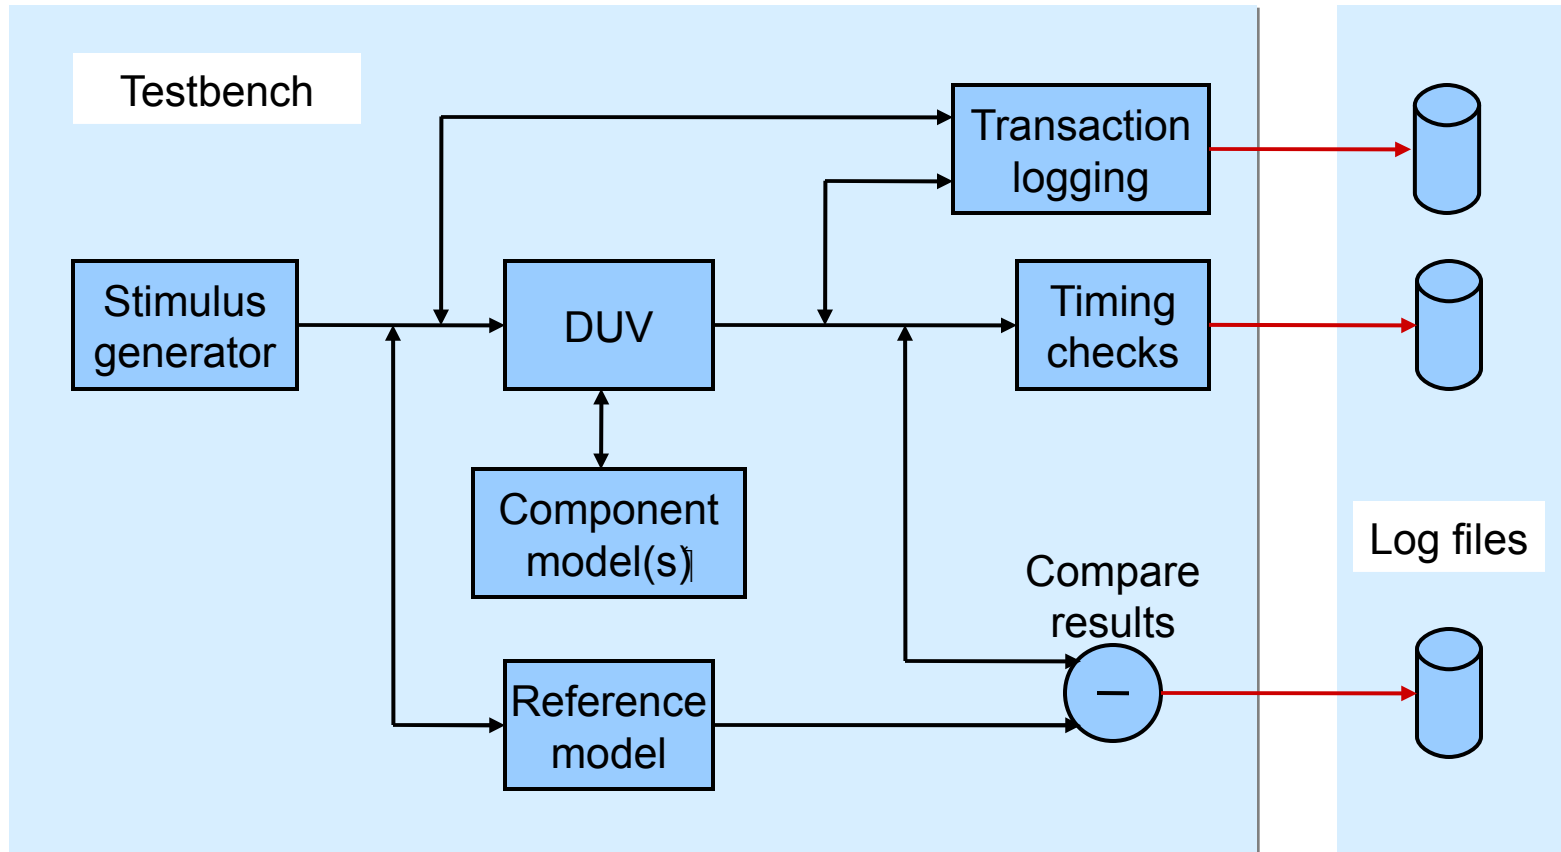 Testbench
Transaction
logging
Stimulus
generator
DUV
Timing
checks
Component
model(s)
Log files
Compare
results
Reference
model